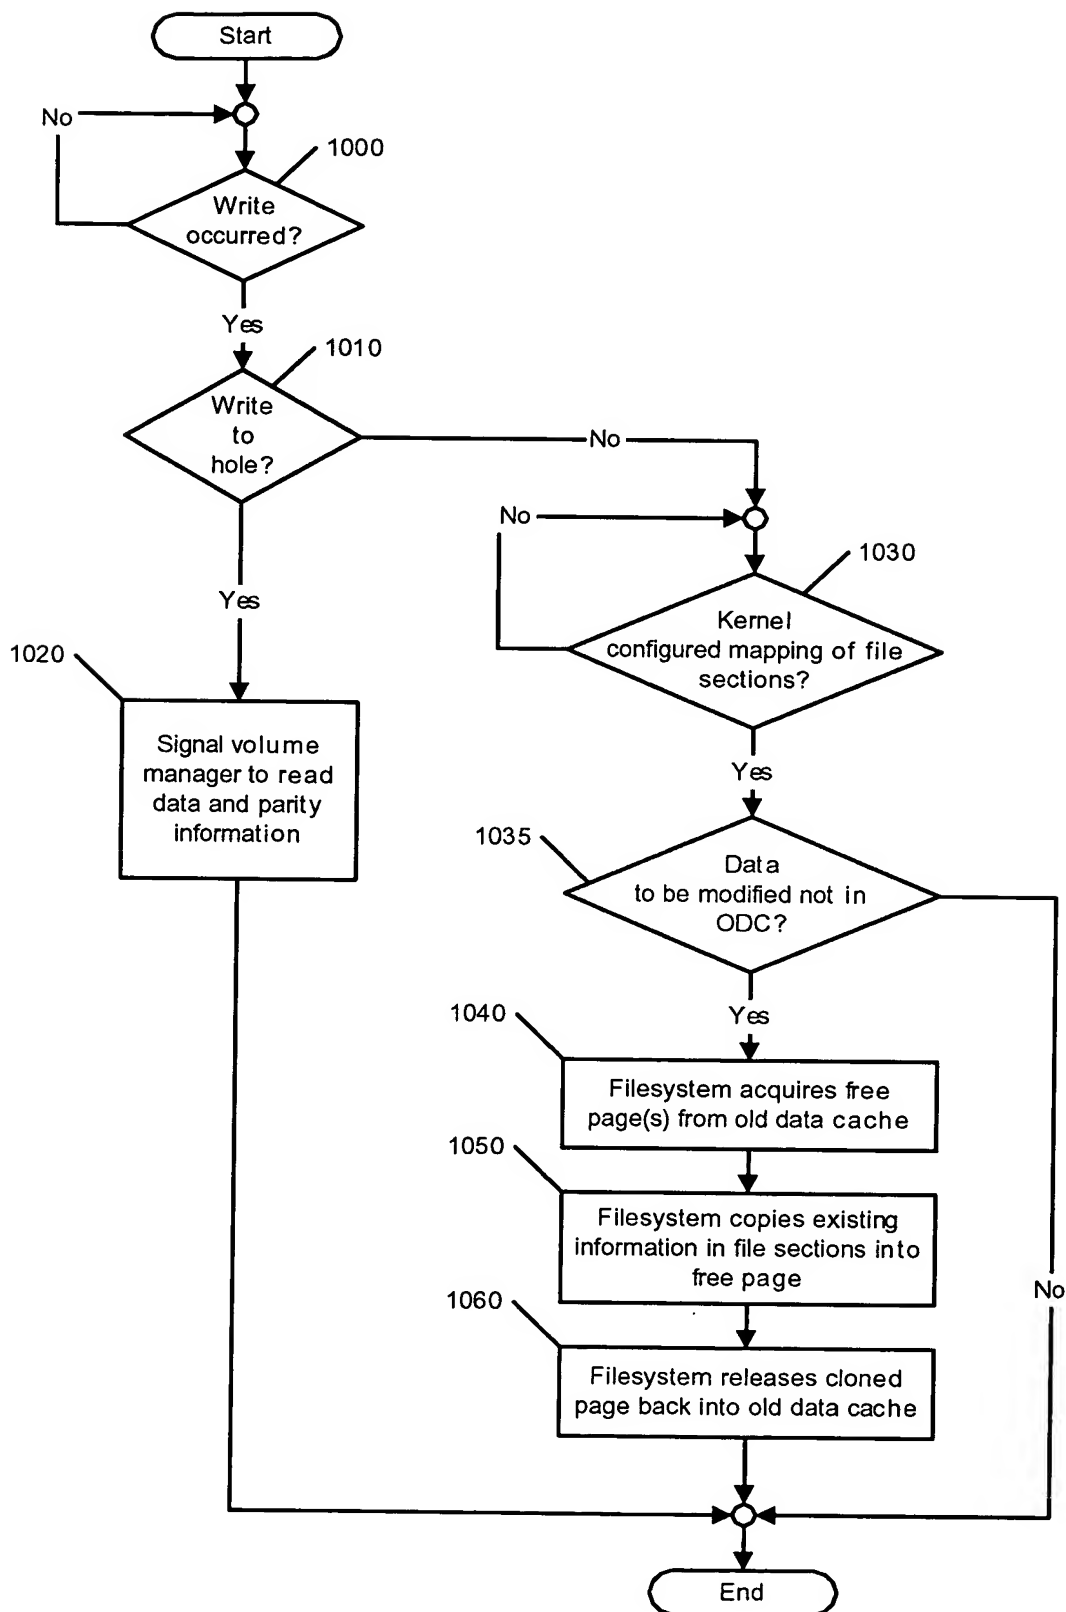 Start
No
1000
Write
occurred?
Yes
1010
Write
to
hole?
No
No
1030
Yes
Kernel
configured mapping of file
sections?
1020
Signal volume
manager to read
data and parity
information
Yes
1035
Data
to be modified not in
ODC?
1040
Yes
Filesystem acquires free
page(s) from old data cache
1050
Filesystem copies existing
information in file sections into
free page
No
1060
Filesystem releases cloned
page back into old data cache
End